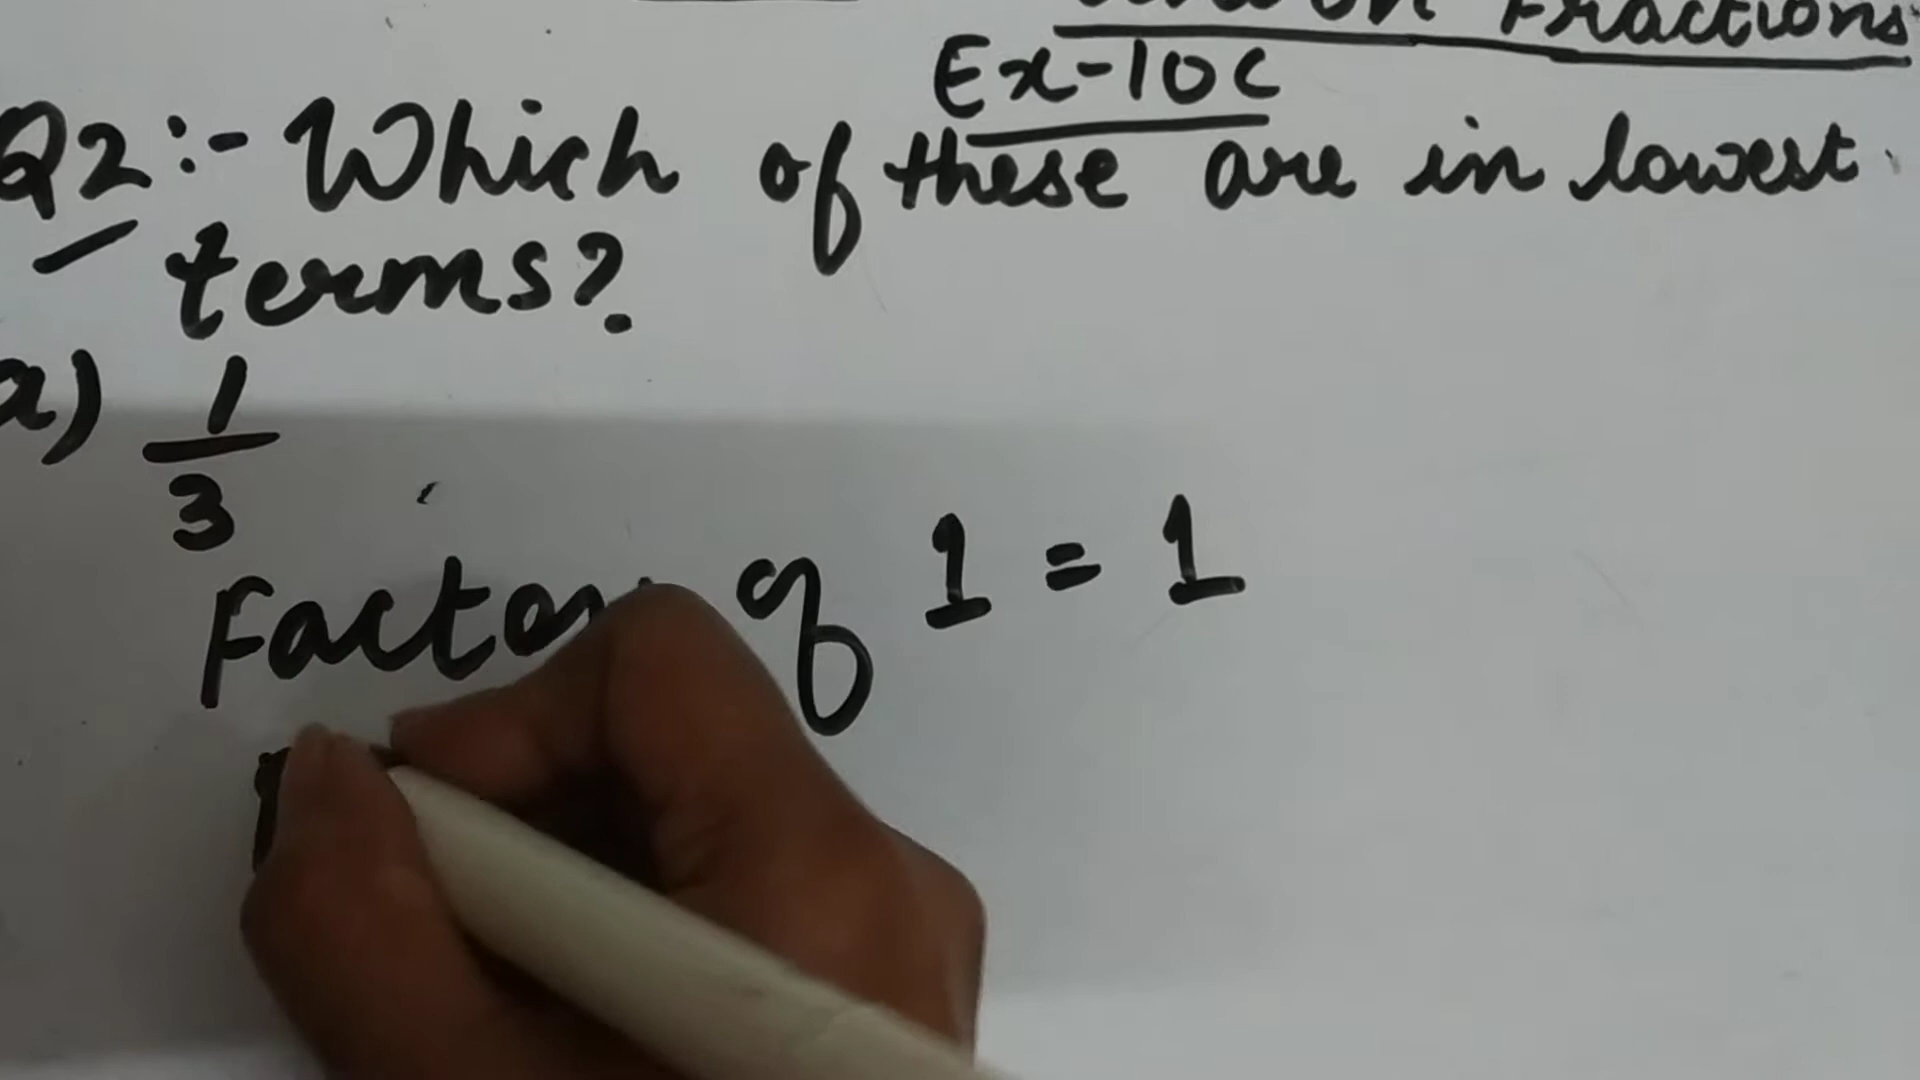 Fractions
Ex-10C
Q2:- Which of these are in lowest
terms?
a) 1
3
Factor of 1 = 1